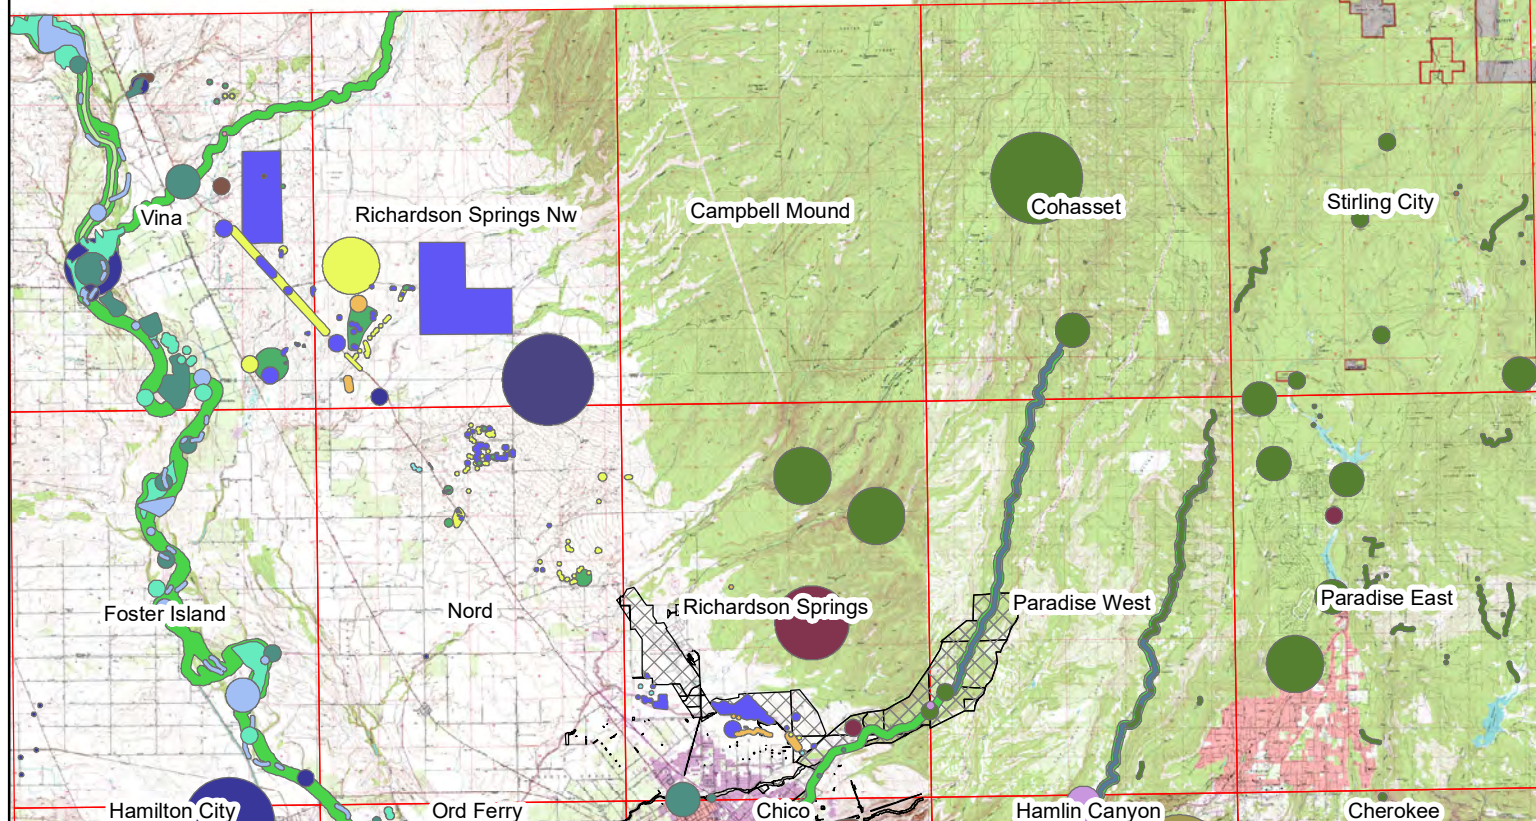 Vina
Richardson Springs Nw
Campbell Mound
Cohasset
Stirling City
Foster Island
Nord
Richardson Springs
Paradise West
Paradise East
Hamilton City
Ord Ferry
Chico
Hamlin Canyon
Cherokee